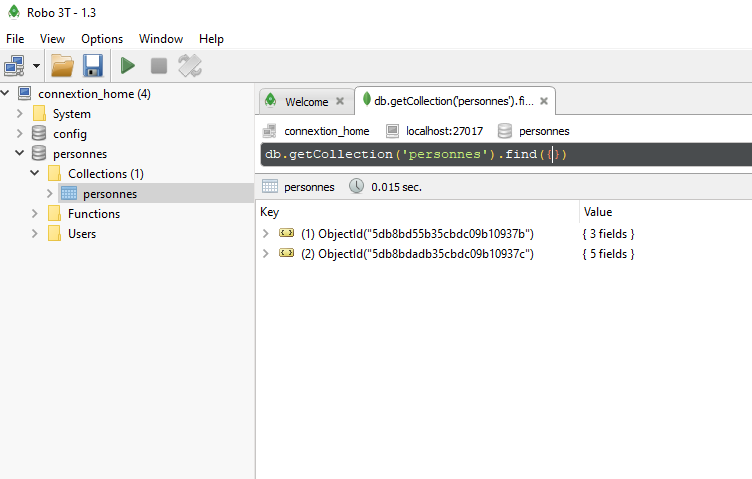 Robo 3T - 1.3
File View Options Window Help
connextion_home (4)
System
config
personnes
Collections (1)
personnes
Functions
Users
Welcome
db.getCollection('personnes').fi...
connextion_home localhost:27017 personnes
db.getCollection('personnes').find({})
personnes 0.015 sec.
Key Value
(1) ObjectId("5db8bd55b35cbdc09b10937b") { 3 fields }
(2) ObjectId("5db8bdadb35cbdc09b10937c") { 5 fields }